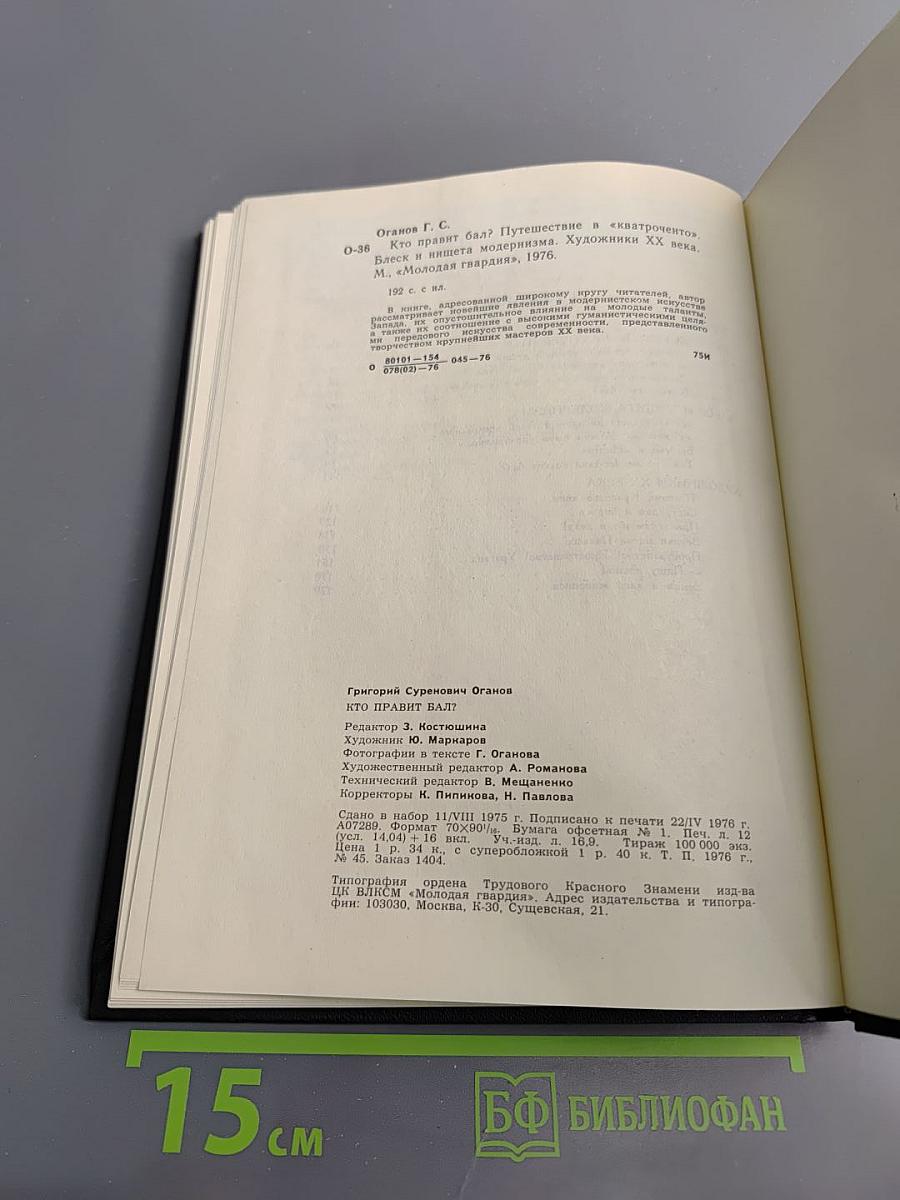 Оганов Г. С.
О-36 Кто правит бал? Путешествие в «кватроченто».
Блеск и нищета модернизма. Художники XX века.
М., «Молодая гвардия», 1976.
192 с. с ил.
В книге, адресованной широкому кругу читателей, автор
рассматривает новейшие явления в модернистском искусстве
Запада, их опустошительное влияние на молодые таланты,
а также их соотношение с высокими гуманистическими целя-
ми передового искусства современности, представленного
творчеством крупнейших мастеров XX века.
О 80101—154 045—76 75И
078(02)—76
Григорий Суренович Оганов
КТО ПРАВИТ БАЛ?
Редактор З. Костюшина
Художник Ю. Маркаров
Фотографии в тексте Г. Оганова
Художественный редактор А. Романова
Технический редактор В. Мещаненко
Корректоры К. Пипикова, Н. Павлова
Сдано в набор 11/VIII 1975 г. Подписано к печати 22/IV 1976 г.
А07289. Формат 70X90¹/₁₆. Бумага офсетная № 1. Печ. л. 12
(усл. 14,04) + 16 вкл. Уч.-изд. л. 16,9. Тираж 100 000 экз.
Цена 1 р. 34 к., с суперобложкой 1 р. 40 к. Т. П. 1976 г.,
№ 45. Заказ 1404.
Типография ордена Трудового Красного Знамени изд-ва
ЦК ВЛКСМ «Молодая гвардия». Адрес издательства и типогра-
фии: 103030, Москва, К-30, Сущевская, 21.
15 см
БФ БИБЛИОФАН